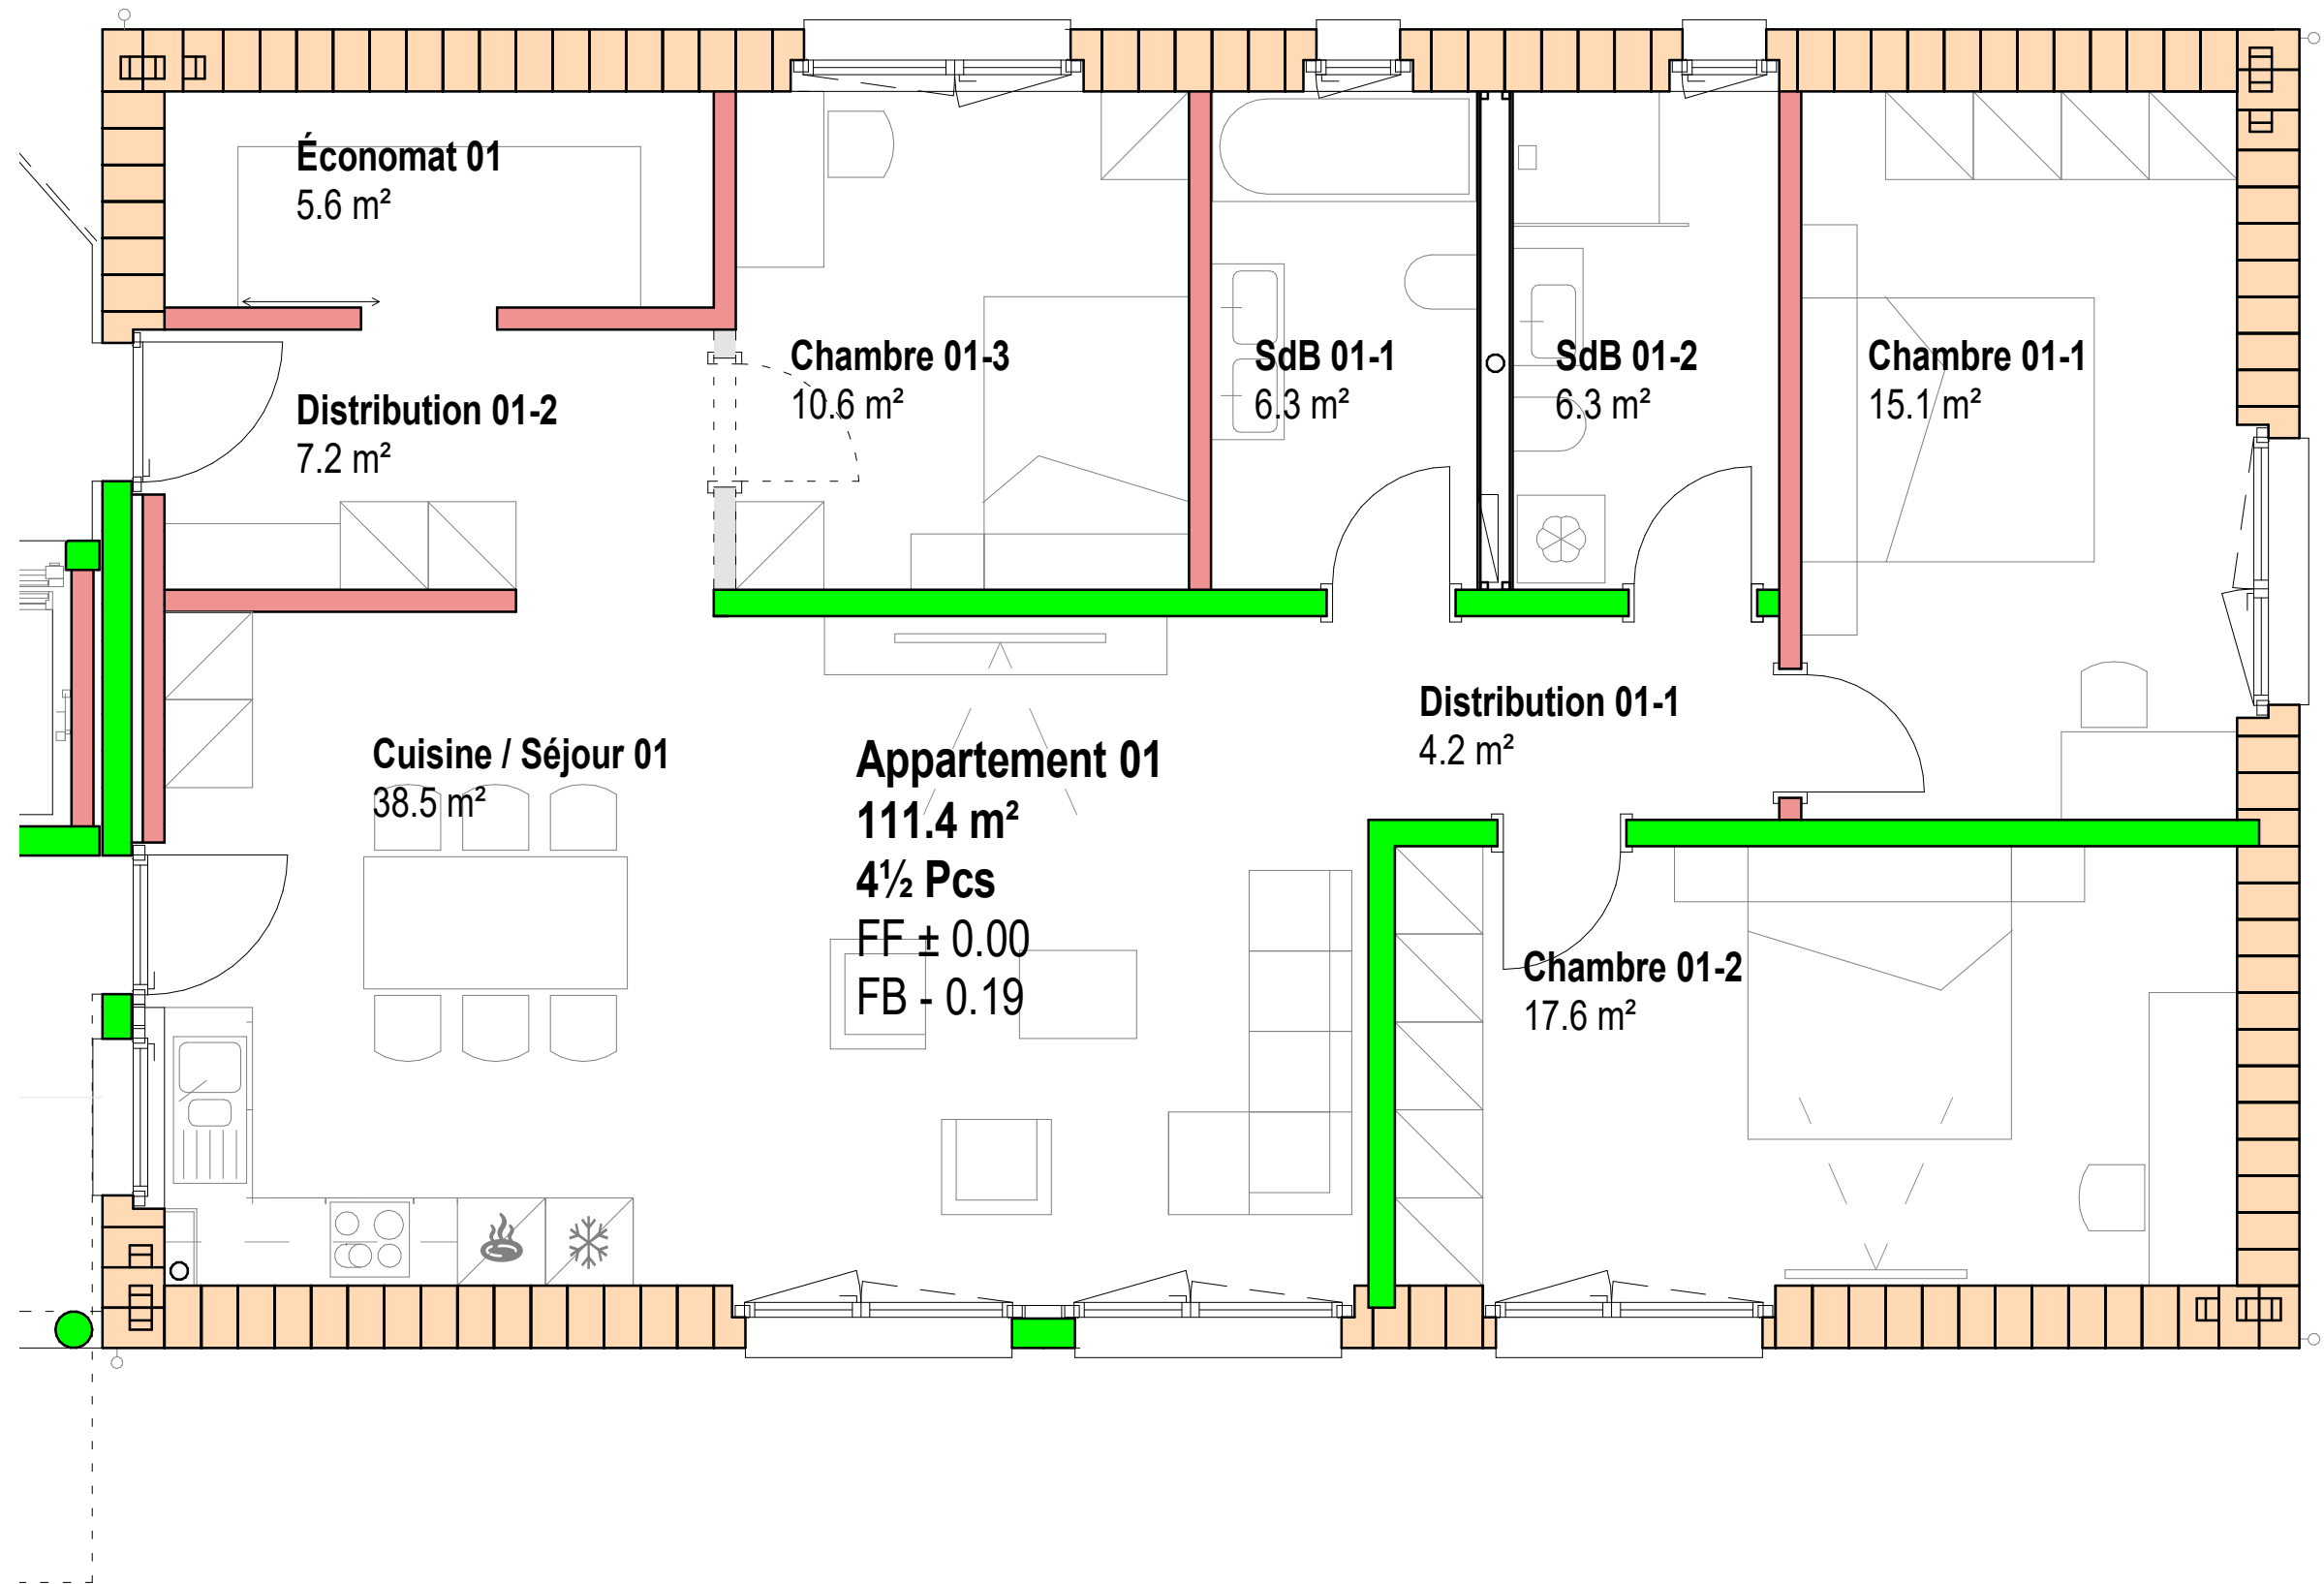 Économat 01
5.6 m²
Distribution 01-2
7.2 m²
Chambre 01-3
10.6 m²
SdB 01-1
6.3 m²
SdB 01-2
6.3 m²
Chambre 01-1
15.1 m²
Cuisine / Séjour 01
38.5 m²
Appartement 01
111.4 m²
4½ Pcs
FF ± 0.00
FB - 0.19
Distribution 01-1
4.2 m²
Chambre 01-2
17.6 m²